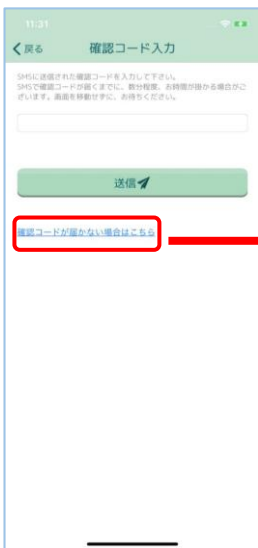 11:31
戻る
確認コード入力
SMSに送信された確認コードを入力して下さい。
SMSで確認コードが届くまでに、数分程度、お時間が掛かる場合がご
ざいます。画面を移動せずに、お待ちください。
送信
確認コードが届かない場合はこちら